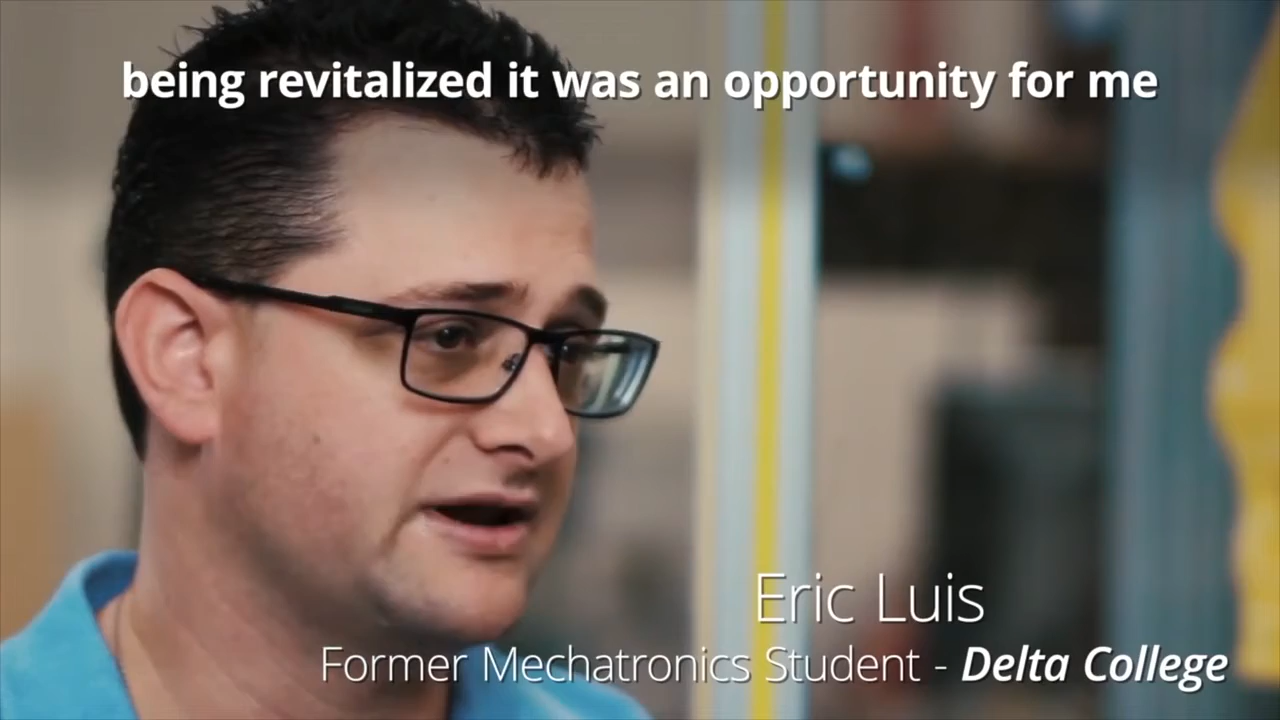 being revitalized it was an opportunity for me
Eric Luis
Former Mechatronics Student - Delta College